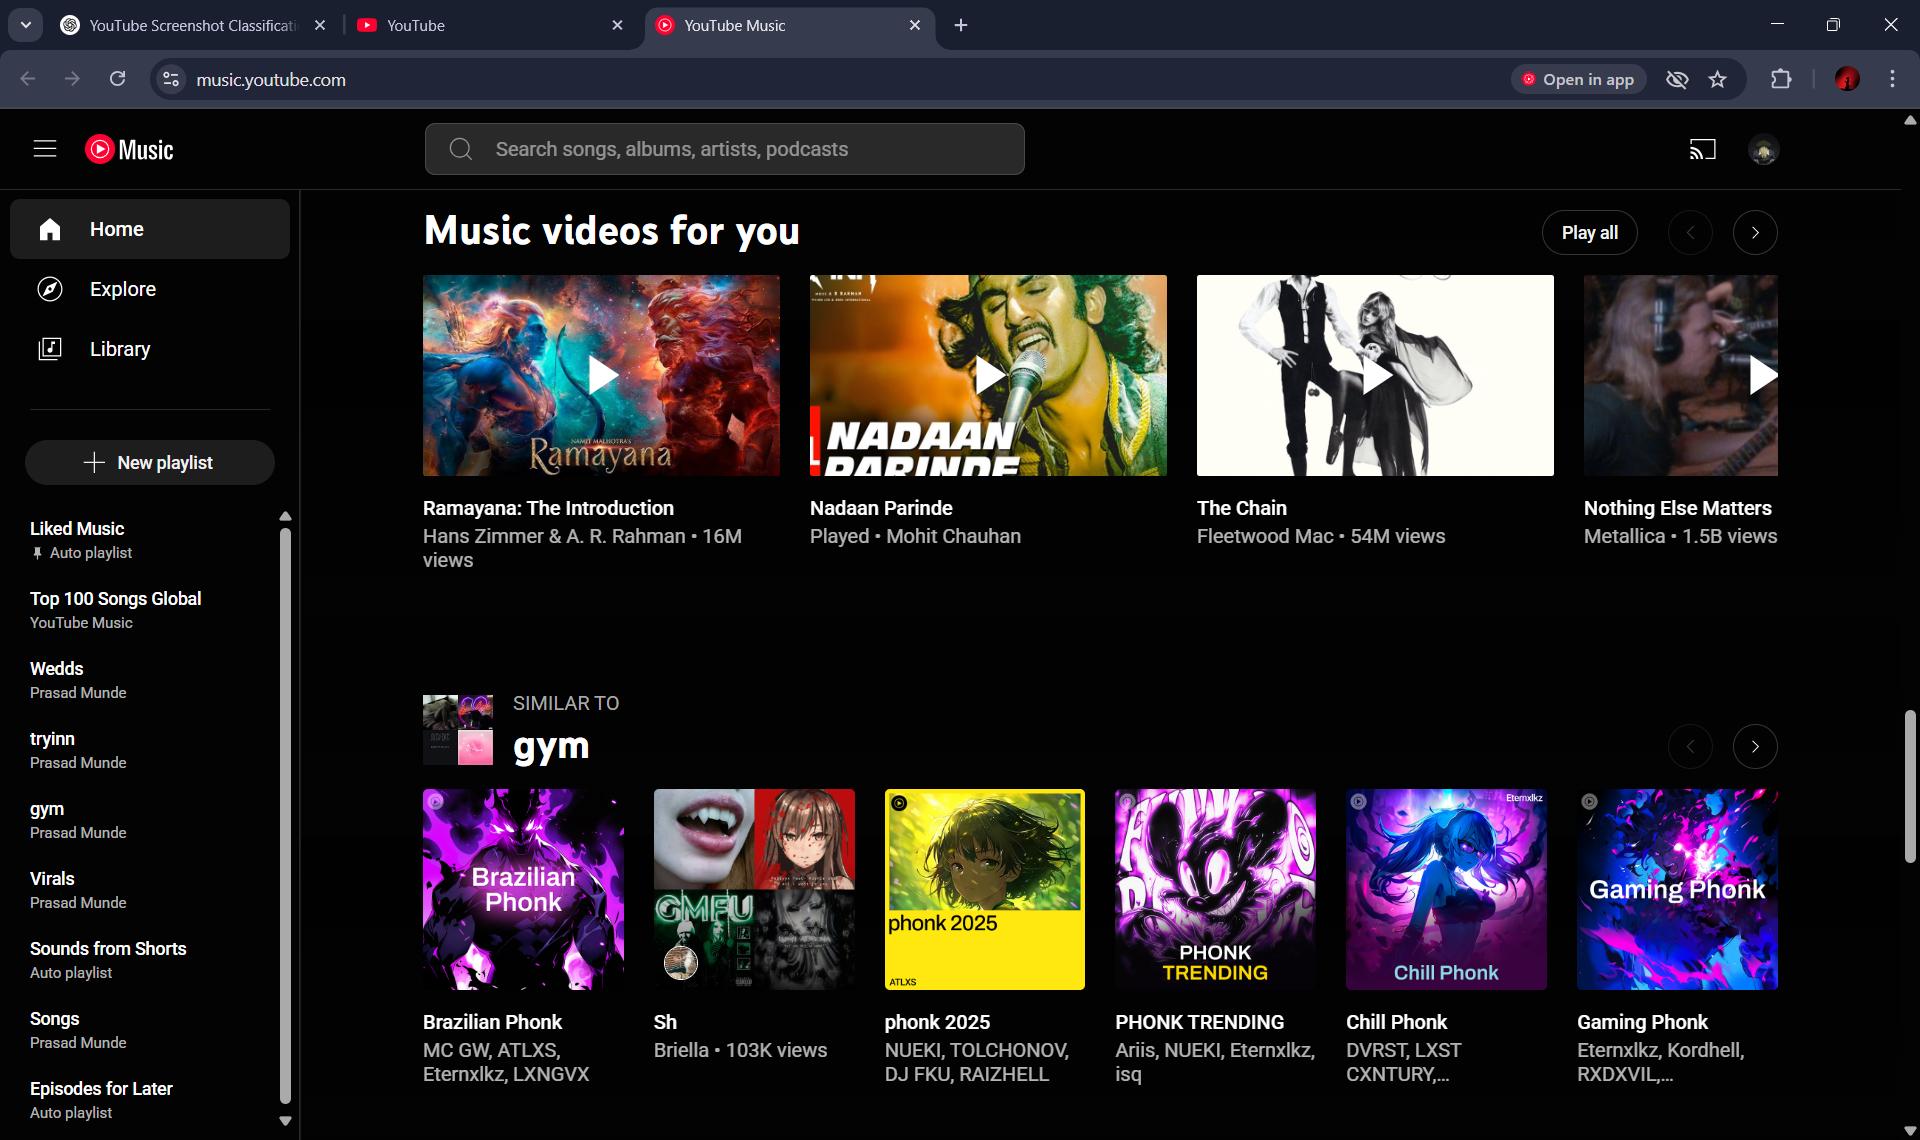 YouTube Screenshot Classificati
YouTube
YouTube Music
music.youtube.com
Open in app
Music
Search songs, albums, artists, podcasts
Home
Explore
Library
New playlist
Liked Music
Auto playlist
Top 100 Songs Global
YouTube Music
Wedds
Prasad Munde
tryinn
Prasad Munde
gym
Prasad Munde
Virals
Prasad Munde
Sounds from Shorts
Auto playlist
Songs
Prasad Munde
Episodes for Later
Auto playlist
Music videos for you
Play all
NAMIT MALHOTRA'S
Ramayana
NADAAN
PARINDE
Ramayana: The Introduction
Hans Zimmer & A. R. Rahman • 16M
views
Nadaan Parinde
Played • Mohit Chauhan
The Chain
Fleetwood Mac • 54M views
Nothing Else Matters
Metallica • 1.5B views
SIMILAR TO
gym
Brazilian
Phonk
GMFU
phonk 2025
ATLXS
PHONK
TRENDING
Eternxlkz
Chill Phonk
Gaming Phonk
Brazilian Phonk
MC GW, ATLXS,
Eternxlkz, LXNGVX
Sh
Briella • 103K views
phonk 2025
NUEKI, TOLCHONOV,
DJ FKU, RAIZHELL
PHONK TRENDING
Ariis, NUEKI, Eternxlkz,
isq
Chill Phonk
DVRST, LXST
CXNTURY,...
Gaming Phonk
Eternxlkz, Kordhell,
RXDXVIL,...